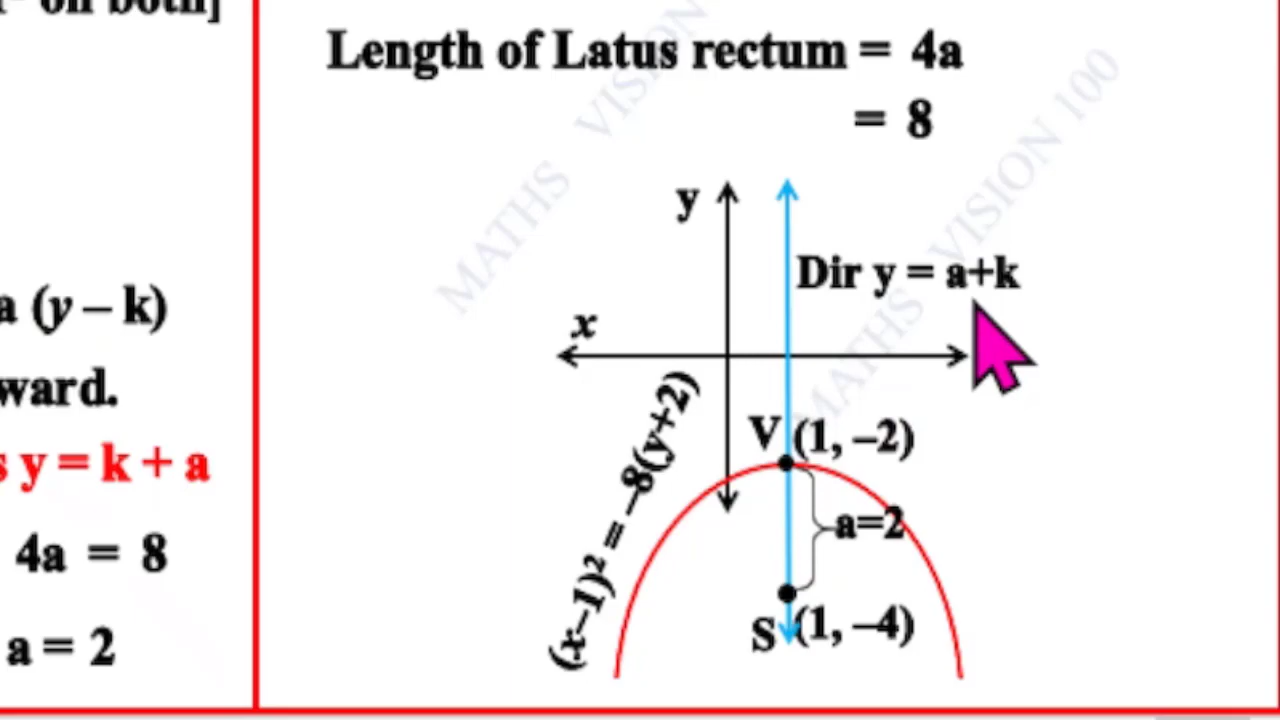 Length of Latus rectum = 4a
= 8
y
Dir y = a+k
x
a (y – k)
ward.
y = k + a
4a = 8
a = 2
(x–1)² = –8(y+2)
V (1, –2)
a=2
S (1, –4)
MATHS VISION
MATHS VISION 100